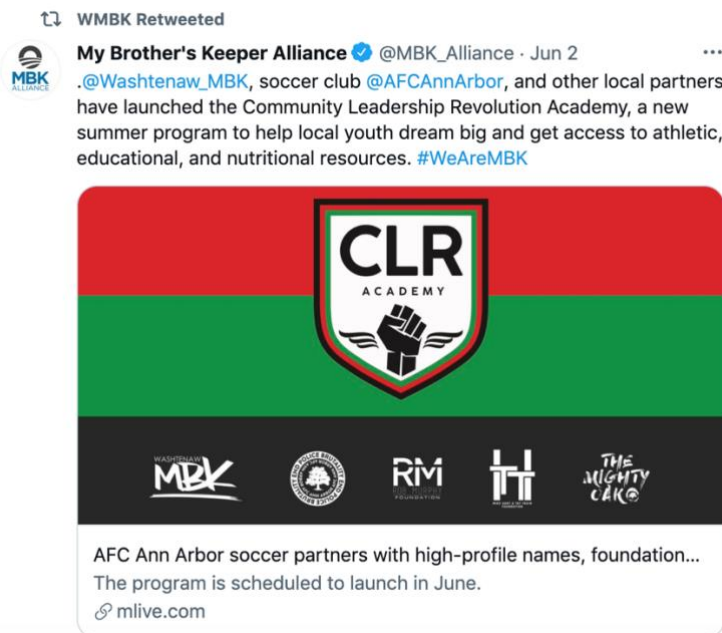 WMBK Retweeted
My Brother's Keeper Alliance @MBK_Alliance · Jun 2
.@Washtenaw_MBK, soccer club @AFCAnnArbor, and other local partners
have launched the Community Leadership Revolution Academy, a new
summer program to help local youth dream big and get access to athletic,
educational, and nutritional resources. #WeAreMBK
MBK
ALLIANCE
CLR
ACADEMY
WASHTENAW
MBK
RM
FOUNDATION
THE
MIGHTY
OAKS
AFC Ann Arbor soccer partners with high-profile names, foundation...
The program is scheduled to launch in June.
mlive.com